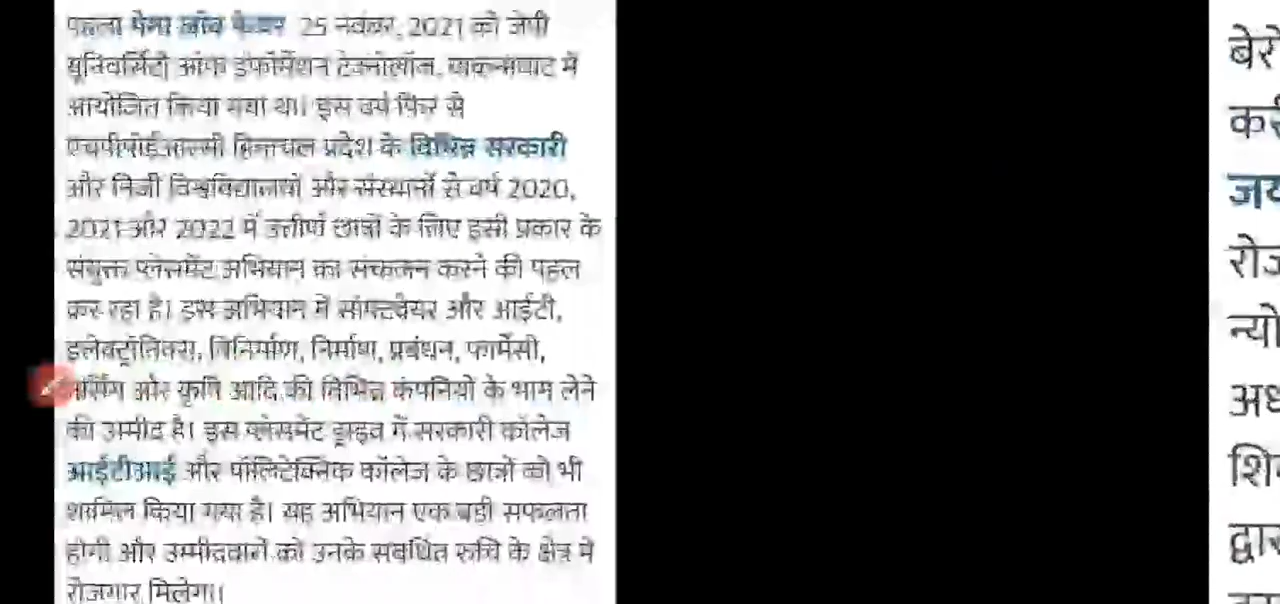 पहला मेगा जॉब फेयर 25 नवंबर, 2021 को जेपी
यूनिवर्सिटी ऑफ इंफोर्मेशन टेक्नोलॉजी, वाकनाघाट में
आयोजित किया गया था। इस वर्ष फिर से
एचपीपीईआरसी हिमाचल प्रदेश के विभिन्न सरकारी
और निजी विश्वविद्यालयों और संस्थानों से वर्ष 2020,
2021 और 2022 में उत्तीर्ण छात्रों के लिए इसी प्रकार के
संयुक्त प्लेसमेंट अभियान का संचालन करने की पहल
कर रहा है। इस अभियान में सॉफ्टवेयर और आईटी,
इलेक्ट्रॉनिक्स, विनिर्माण, निर्माण, प्रबंधन, फार्मेसी,
नर्सिंग और कृषि आदि की विभिन्न कंपनियों के भाग लेने
की उम्मीद है। इस प्लेसमेंट ड्राइव में सरकारी कॉलेज
आईटीआई और पॉलिटेक्निक कॉलेज के छात्रों को भी
शामिल किया गया है। यह अभियान एक बड़ी सफलता
होगी और उम्मीदवारों को उनके संबंधित रुचि के क्षेत्र में
रोजगार मिलेगा।